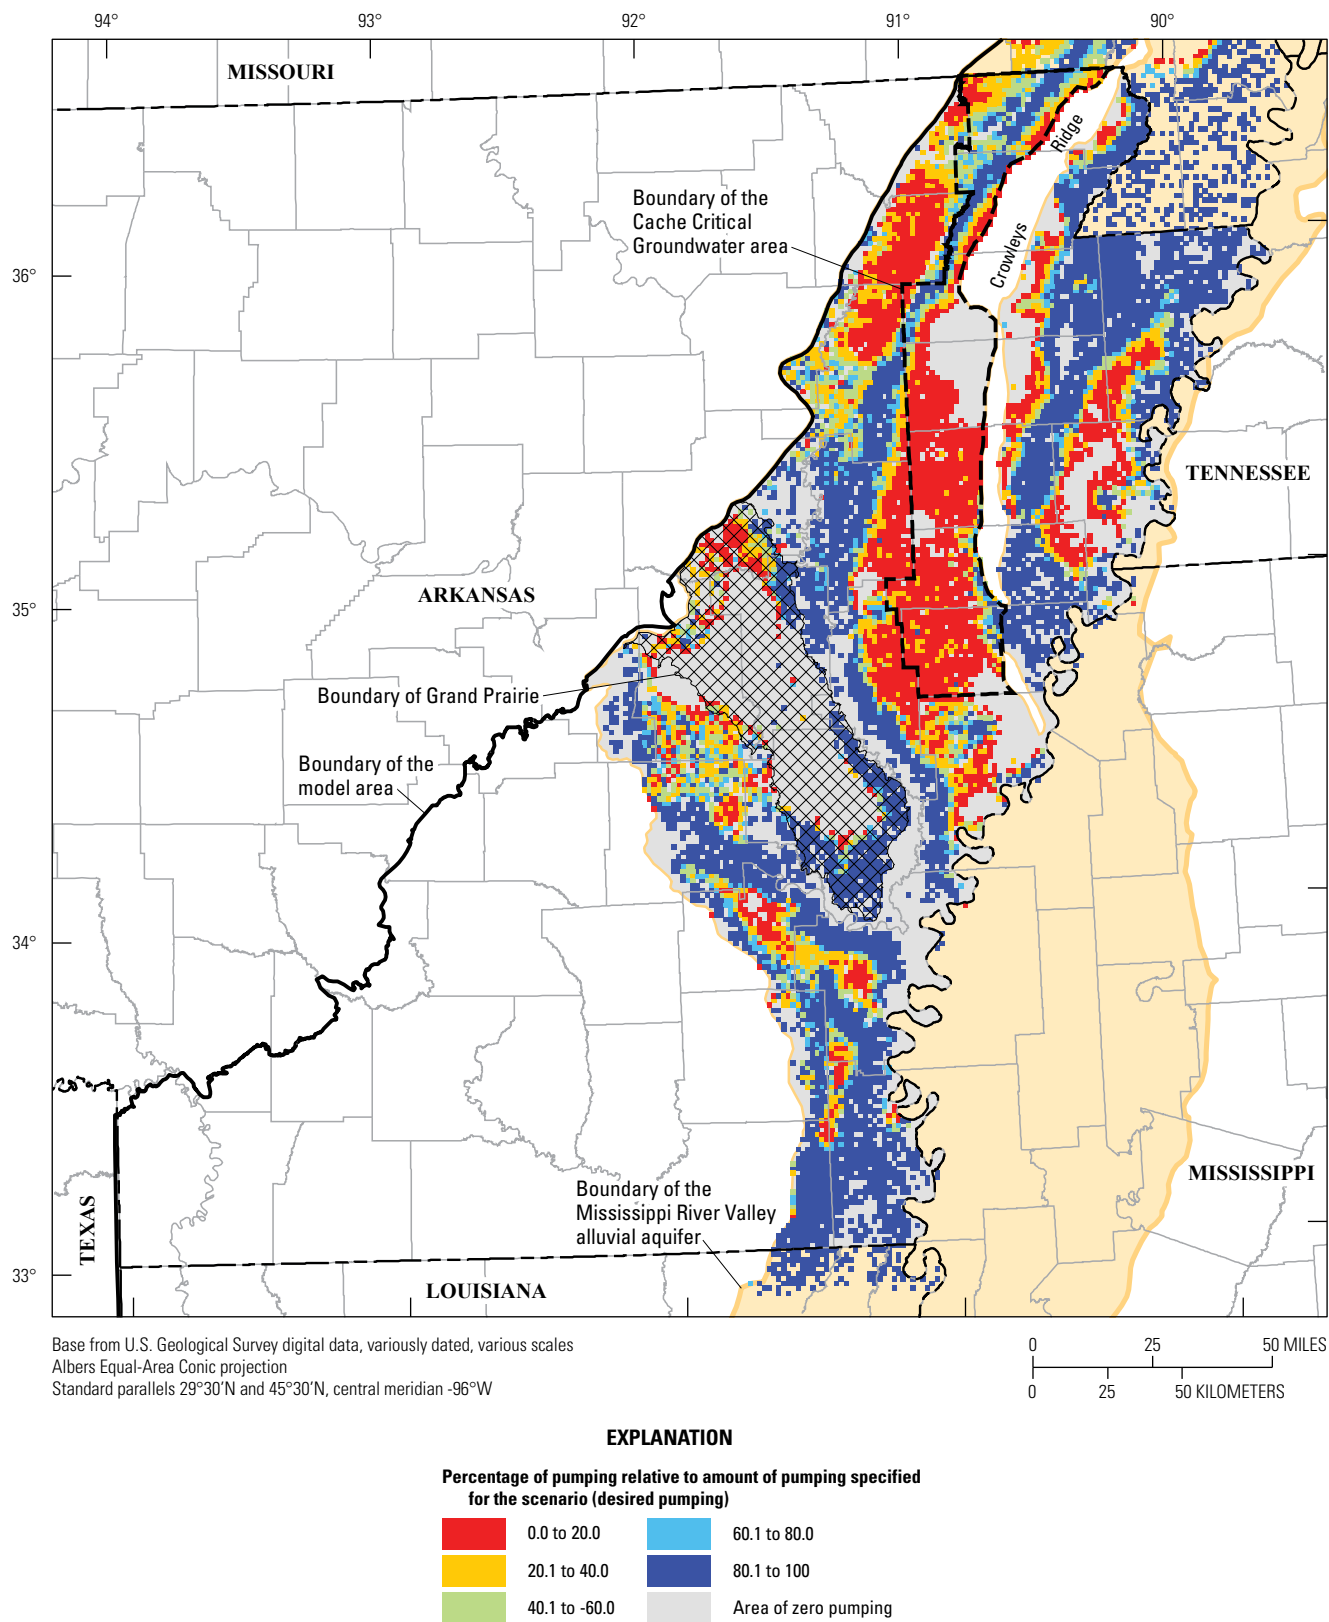 94°
93°
92°
91°
90°
MISSOURI
Ridge
Boundary of the
Cache Critical
Groundwater area
Crowleys
36°
TENNESSEE
ARKANSAS
35°
Boundary of Grand Prairie
Boundary of the
model area
34°
MISSISSIPPI
Boundary of the
Mississippi River Valley
alluvial aquifer
TEXAS
33°
LOUISIANA
Base from U.S. Geological Survey digital data, variously dated, various scales
Albers Equal-Area Conic projection
Standard parallels 29°30'N and 45°30'N, central meridian -96°W
0 25 50 MILES
0 25 50 KILOMETERS
EXPLANATION
Percentage of pumping relative to amount of pumping specified
for the scenario (desired pumping)
0.0 to 20.0
20.1 to 40.0
40.1 to -60.0
60.1 to 80.0
80.1 to 100
Area of zero pumping